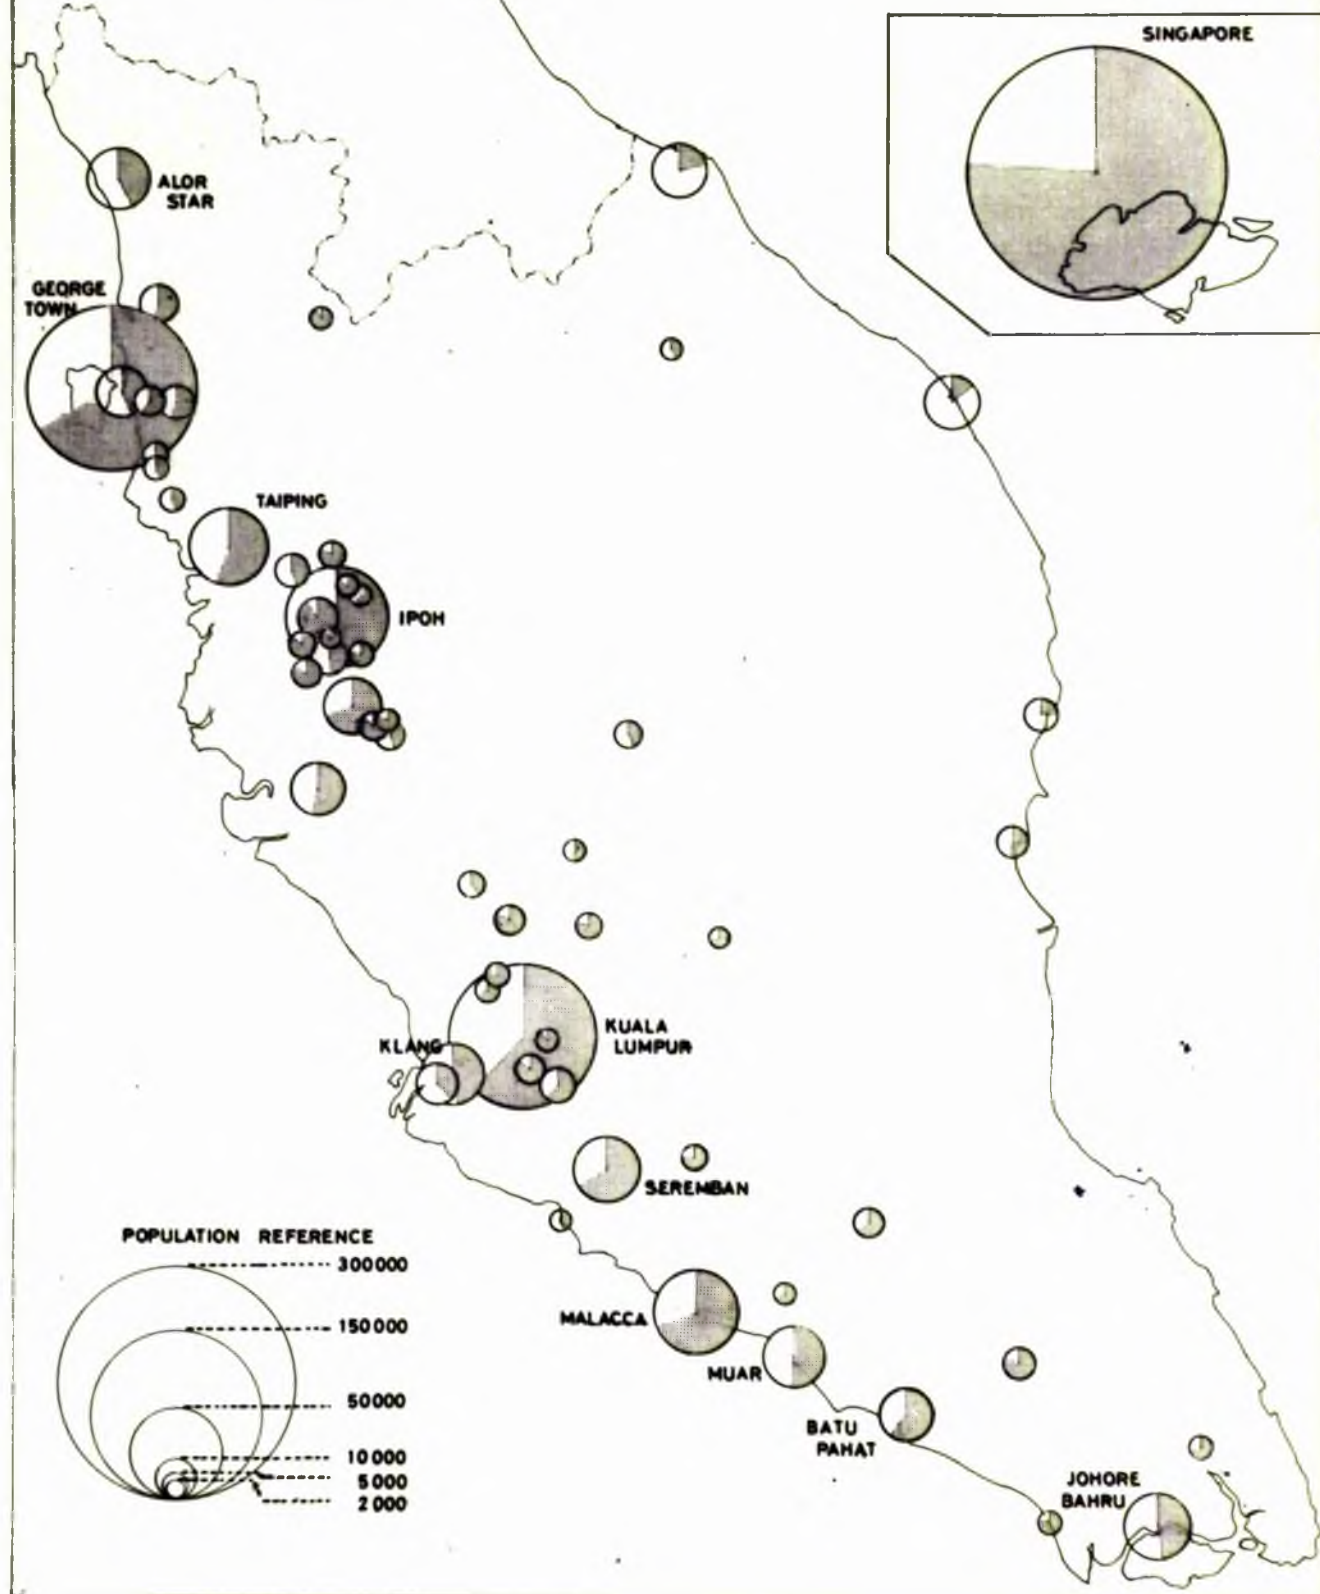 SINGAPORE
ALOR
STAR
GEORGE
TOWN
TAIPING
IPOH
KUALA
LUMPUR
KLANG
SEREMBAN
POPULATION REFERENCE
300000
150000
50000
10000
5000
2000
MALACCA
MUAR
BATU
PAHAT
JOHORE
BAHRU